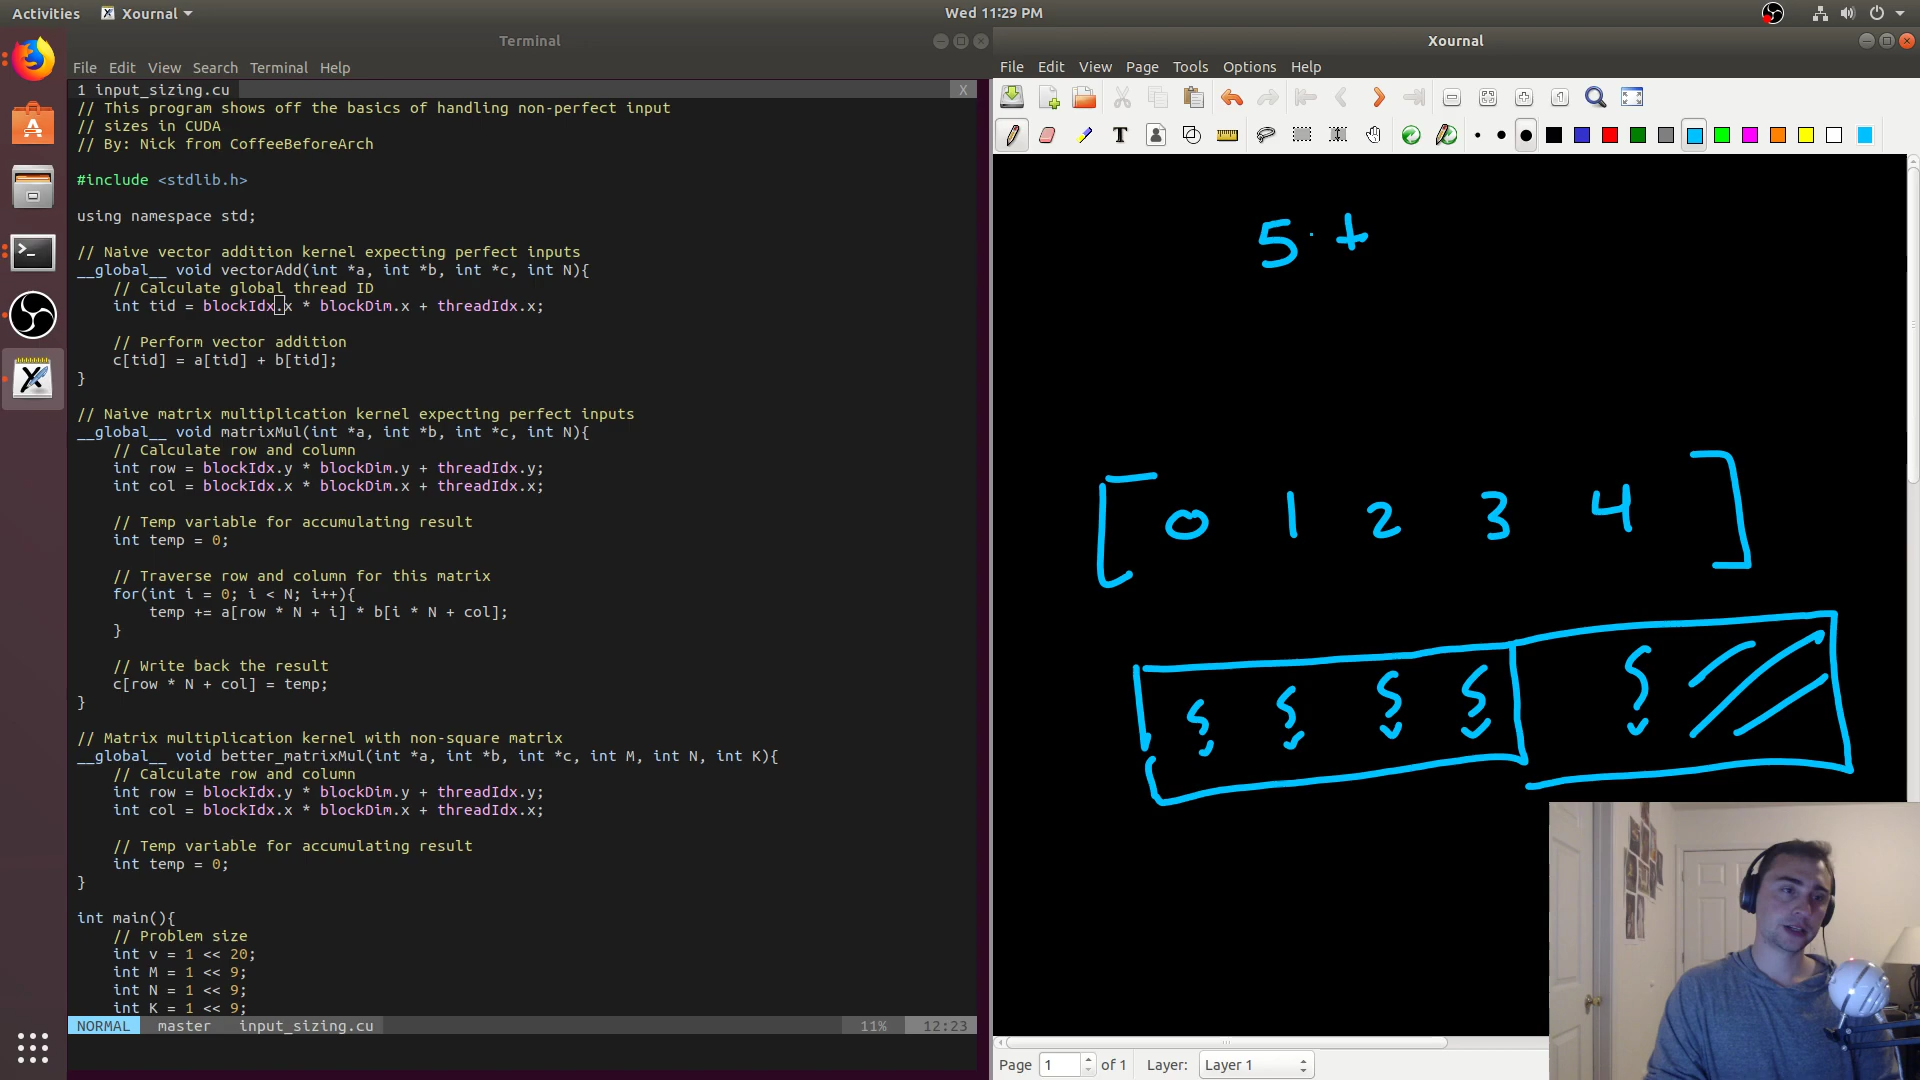 Activities Xournal Wed 11:29 PM
Terminal
File Edit View Search Terminal Help
1 input_sizing.cu X
// This program shows off the basics of handling non-perfect input
// sizes in CUDA
// By: Nick from CoffeeBeforeArch
#include <stdlib.h>
using namespace std;
// Naive vector addition kernel expecting perfect inputs
__global__ void vectorAdd(int *a, int *b, int *c, int N){
// Calculate global thread ID
int tid = blockIdx.x * blockDim.x + threadIdx.x;
// Perform vector addition
c[tid] = a[tid] + b[tid];
}
// Naive matrix multiplication kernel expecting perfect inputs
__global__ void matrixMul(int *a, int *b, int *c, int N){
// Calculate row and column
int row = blockIdx.y * blockDim.y + threadIdx.y;
int col = blockIdx.x * blockDim.x + threadIdx.x;
// Temp variable for accumulating result
int temp = 0;
// Traverse row and column for this matrix
for(int i = 0; i < N; i++){
temp += a[row * N + i] * b[i * N + col];
}
// Write back the result
c[row * N + col] = temp;
}
// Matrix multiplication kernel with non-square matrix
__global__ void better_matrixMul(int *a, int *b, int *c, int M, int N, int K){
// Calculate row and column
int row = blockIdx.y * blockDim.y + threadIdx.y;
int col = blockIdx.x * blockDim.x + threadIdx.x;
// Temp variable for accumulating result
int temp = 0;
}
int main(){
// Problem size
int v = 1 << 20;
int M = 1 << 9;
int N = 1 << 9;
int K = 1 << 9;
NORMAL master input_sizing.cu 11% 12:23
Xournal
File Edit View Page Tools Options Help
5 +
[ 0 1 2 3 4 ]
Page 1 of 1 Layer: Layer 1